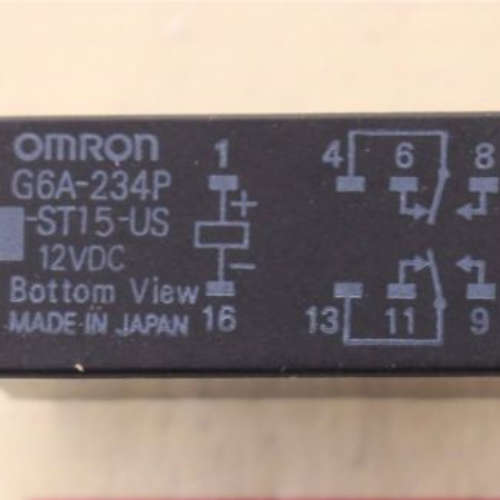 OMRON
G6A-234P
-ST15-US
12VDC
Bottom View
MADE IN JAPAN
1
+
-
16
4 6 8
13 11 9